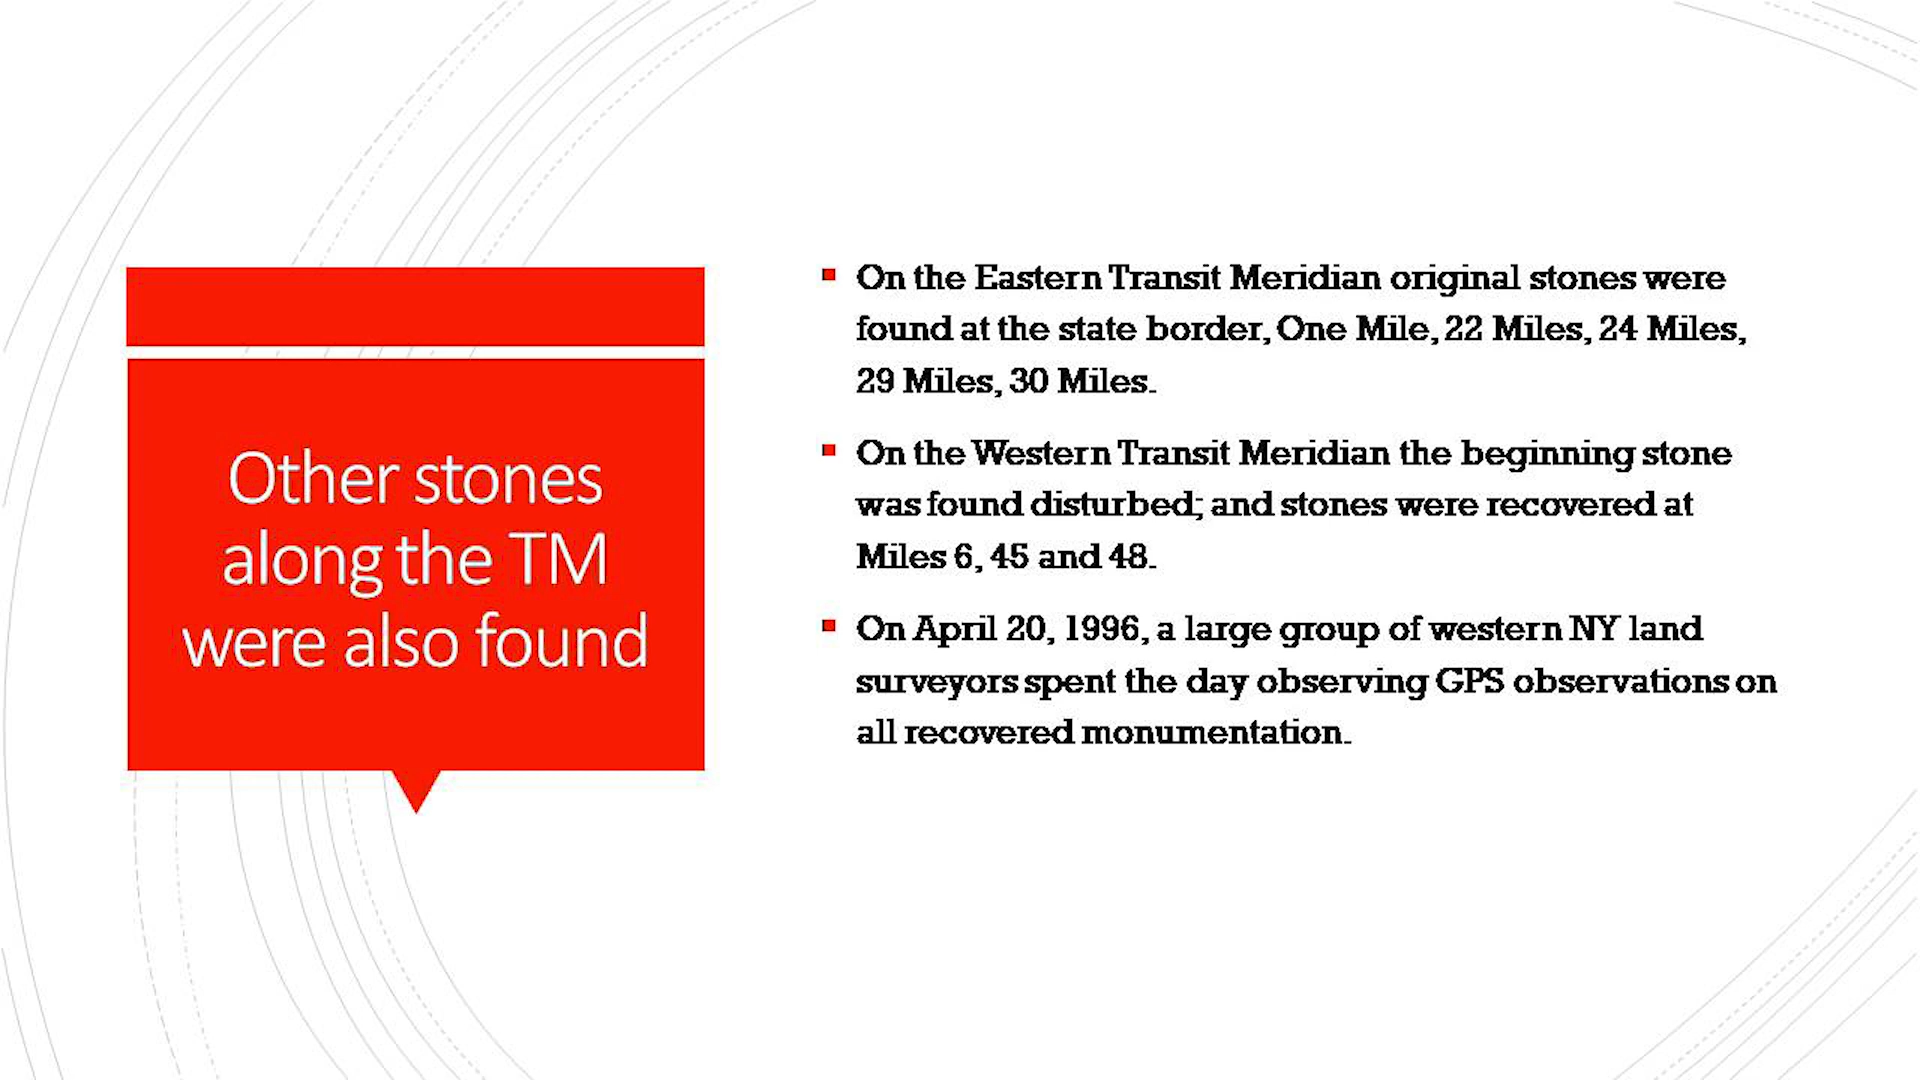 Other stones
along the TM
were also found
On the Eastern Transit Meridian original stones were
found at the state border, One Mile, 22 Miles, 24 Miles,
29 Miles, 30 Miles.
On the Western Transit Meridian the beginning stone
was found disturbed; and stones were recovered at
Miles 6, 45 and 48.
On April 20, 1996, a large group of western NY land
surveyors spent the day observing GPS observations on
all recovered monumentation.